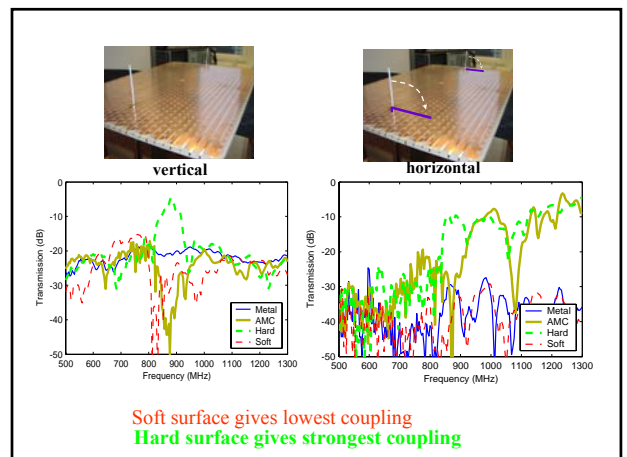 vertical
horizontal
0
-10
-20
-30
-40
-50
Transmission (dB)
500 600 700 800 900 1000 1100 1200 1300
Frequency (MHz)
Metal
AMC
Hard
Soft
0
-10
-20
-30
-40
-50
Transmission (dB)
500 600 700 800 900 1000 1100 1200 1300
Frequency (MHz)
Metal
AMC
Hard
Soft
Soft surface gives lowest coupling
Hard surface gives strongest coupling